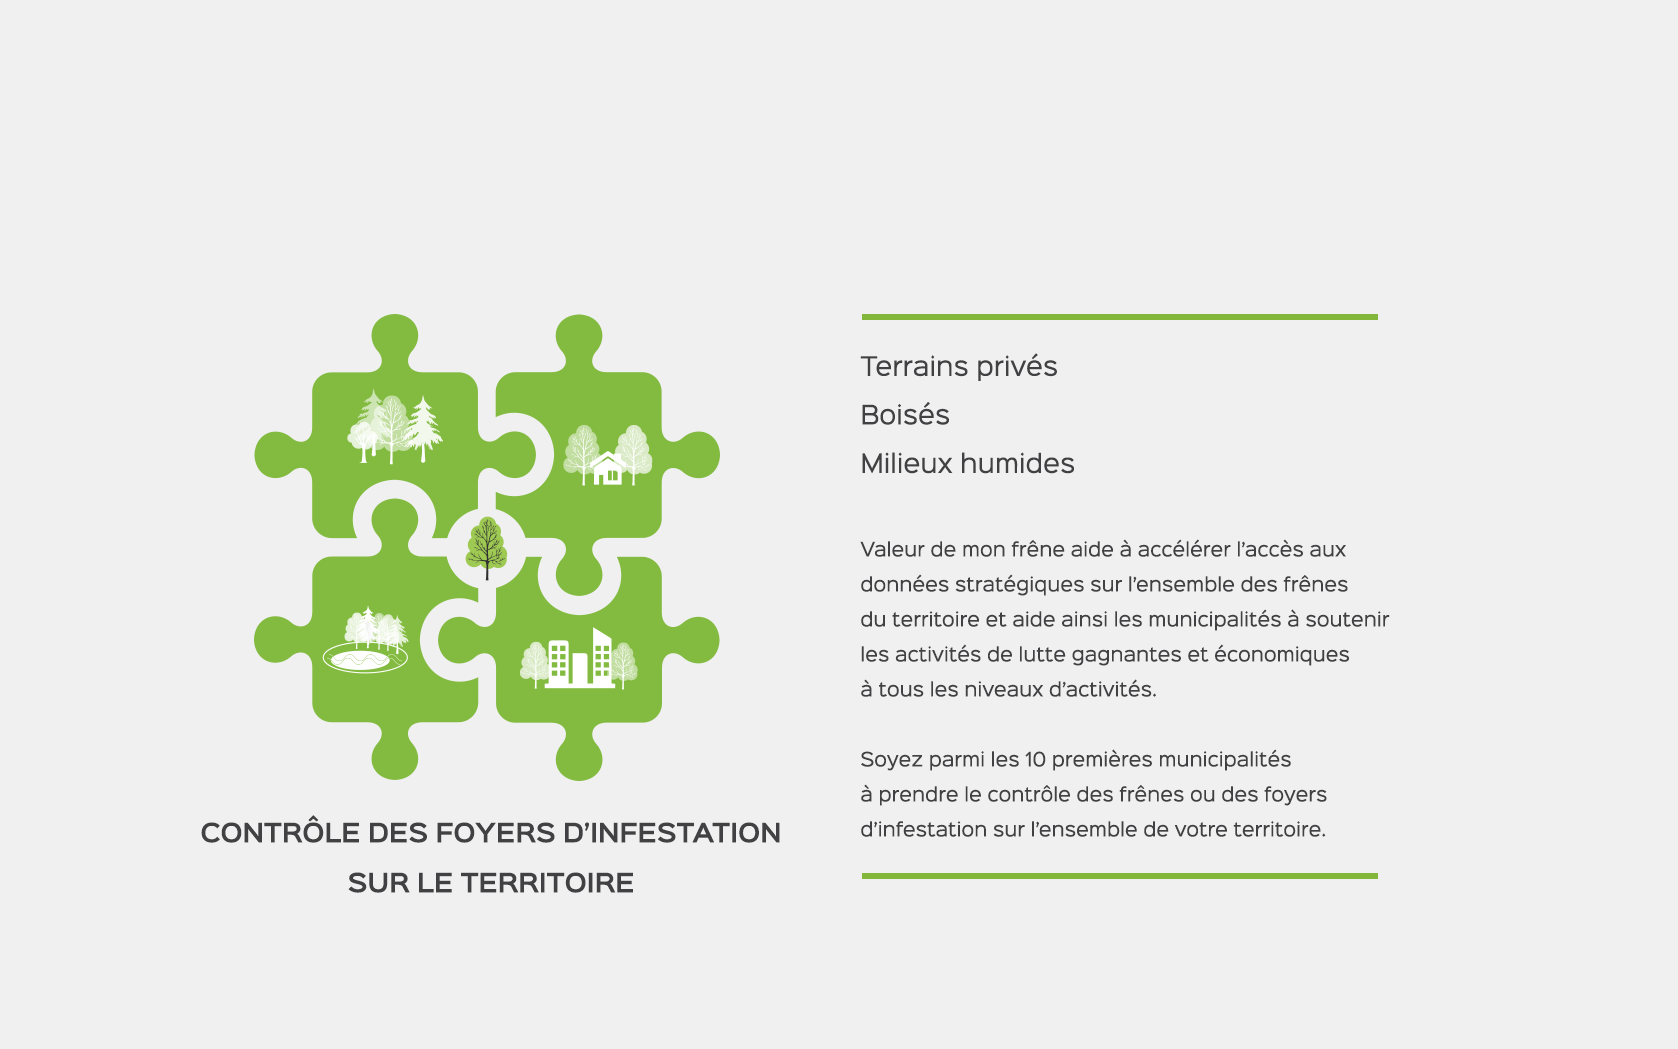 CONTRÔLE DES FOYERS D’INFESTATION
SUR LE TERRITOIRE
Terrains privés
Boisés
Milieux humides
Valeur de mon frêne aide à accélérer l’accès aux
données stratégiques sur l’ensemble des frênes
du territoire et aide ainsi les municipalités à soutenir
les activités de lutte gagnantes et économiques
à tous les niveaux d’activités.
Soyez parmi les 10 premières municipalités
à prendre le contrôle des frênes ou des foyers
d’infestation sur l’ensemble de votre territoire.